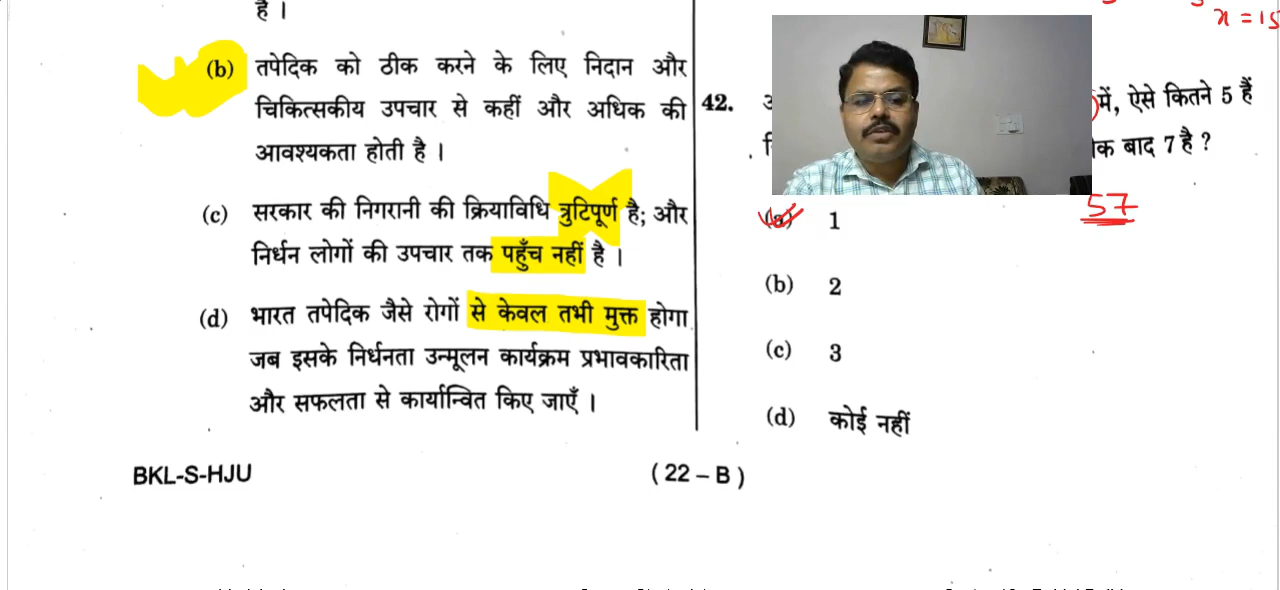 है ।
(b) तपेदिक को ठीक करने के लिए निदान और
चिकित्सकीय उपचार से कहीं और अधिक की
आवश्यकता होती है ।
(c) सरकार की निगरानी की क्रियाविधि त्रुटिपूर्ण है; और
निर्धन लोगों की उपचार तक पहुँच नहीं है ।
(d) भारत तपेदिक जैसे रोगों से केवल तभी मुक्त होगा
जब इसके निर्धनता उन्मूलन कार्यक्रम प्रभावकारिता
और सफलता से कार्यान्वित किए जाएँ ।
x = 15
42. में, ऐसे कितने 5 हैं
बाद 7 है ?
57
(a) 1
(b) 2
(c) 3
(d) कोई नहीं
BKL-S-HJU
( 22 – B )